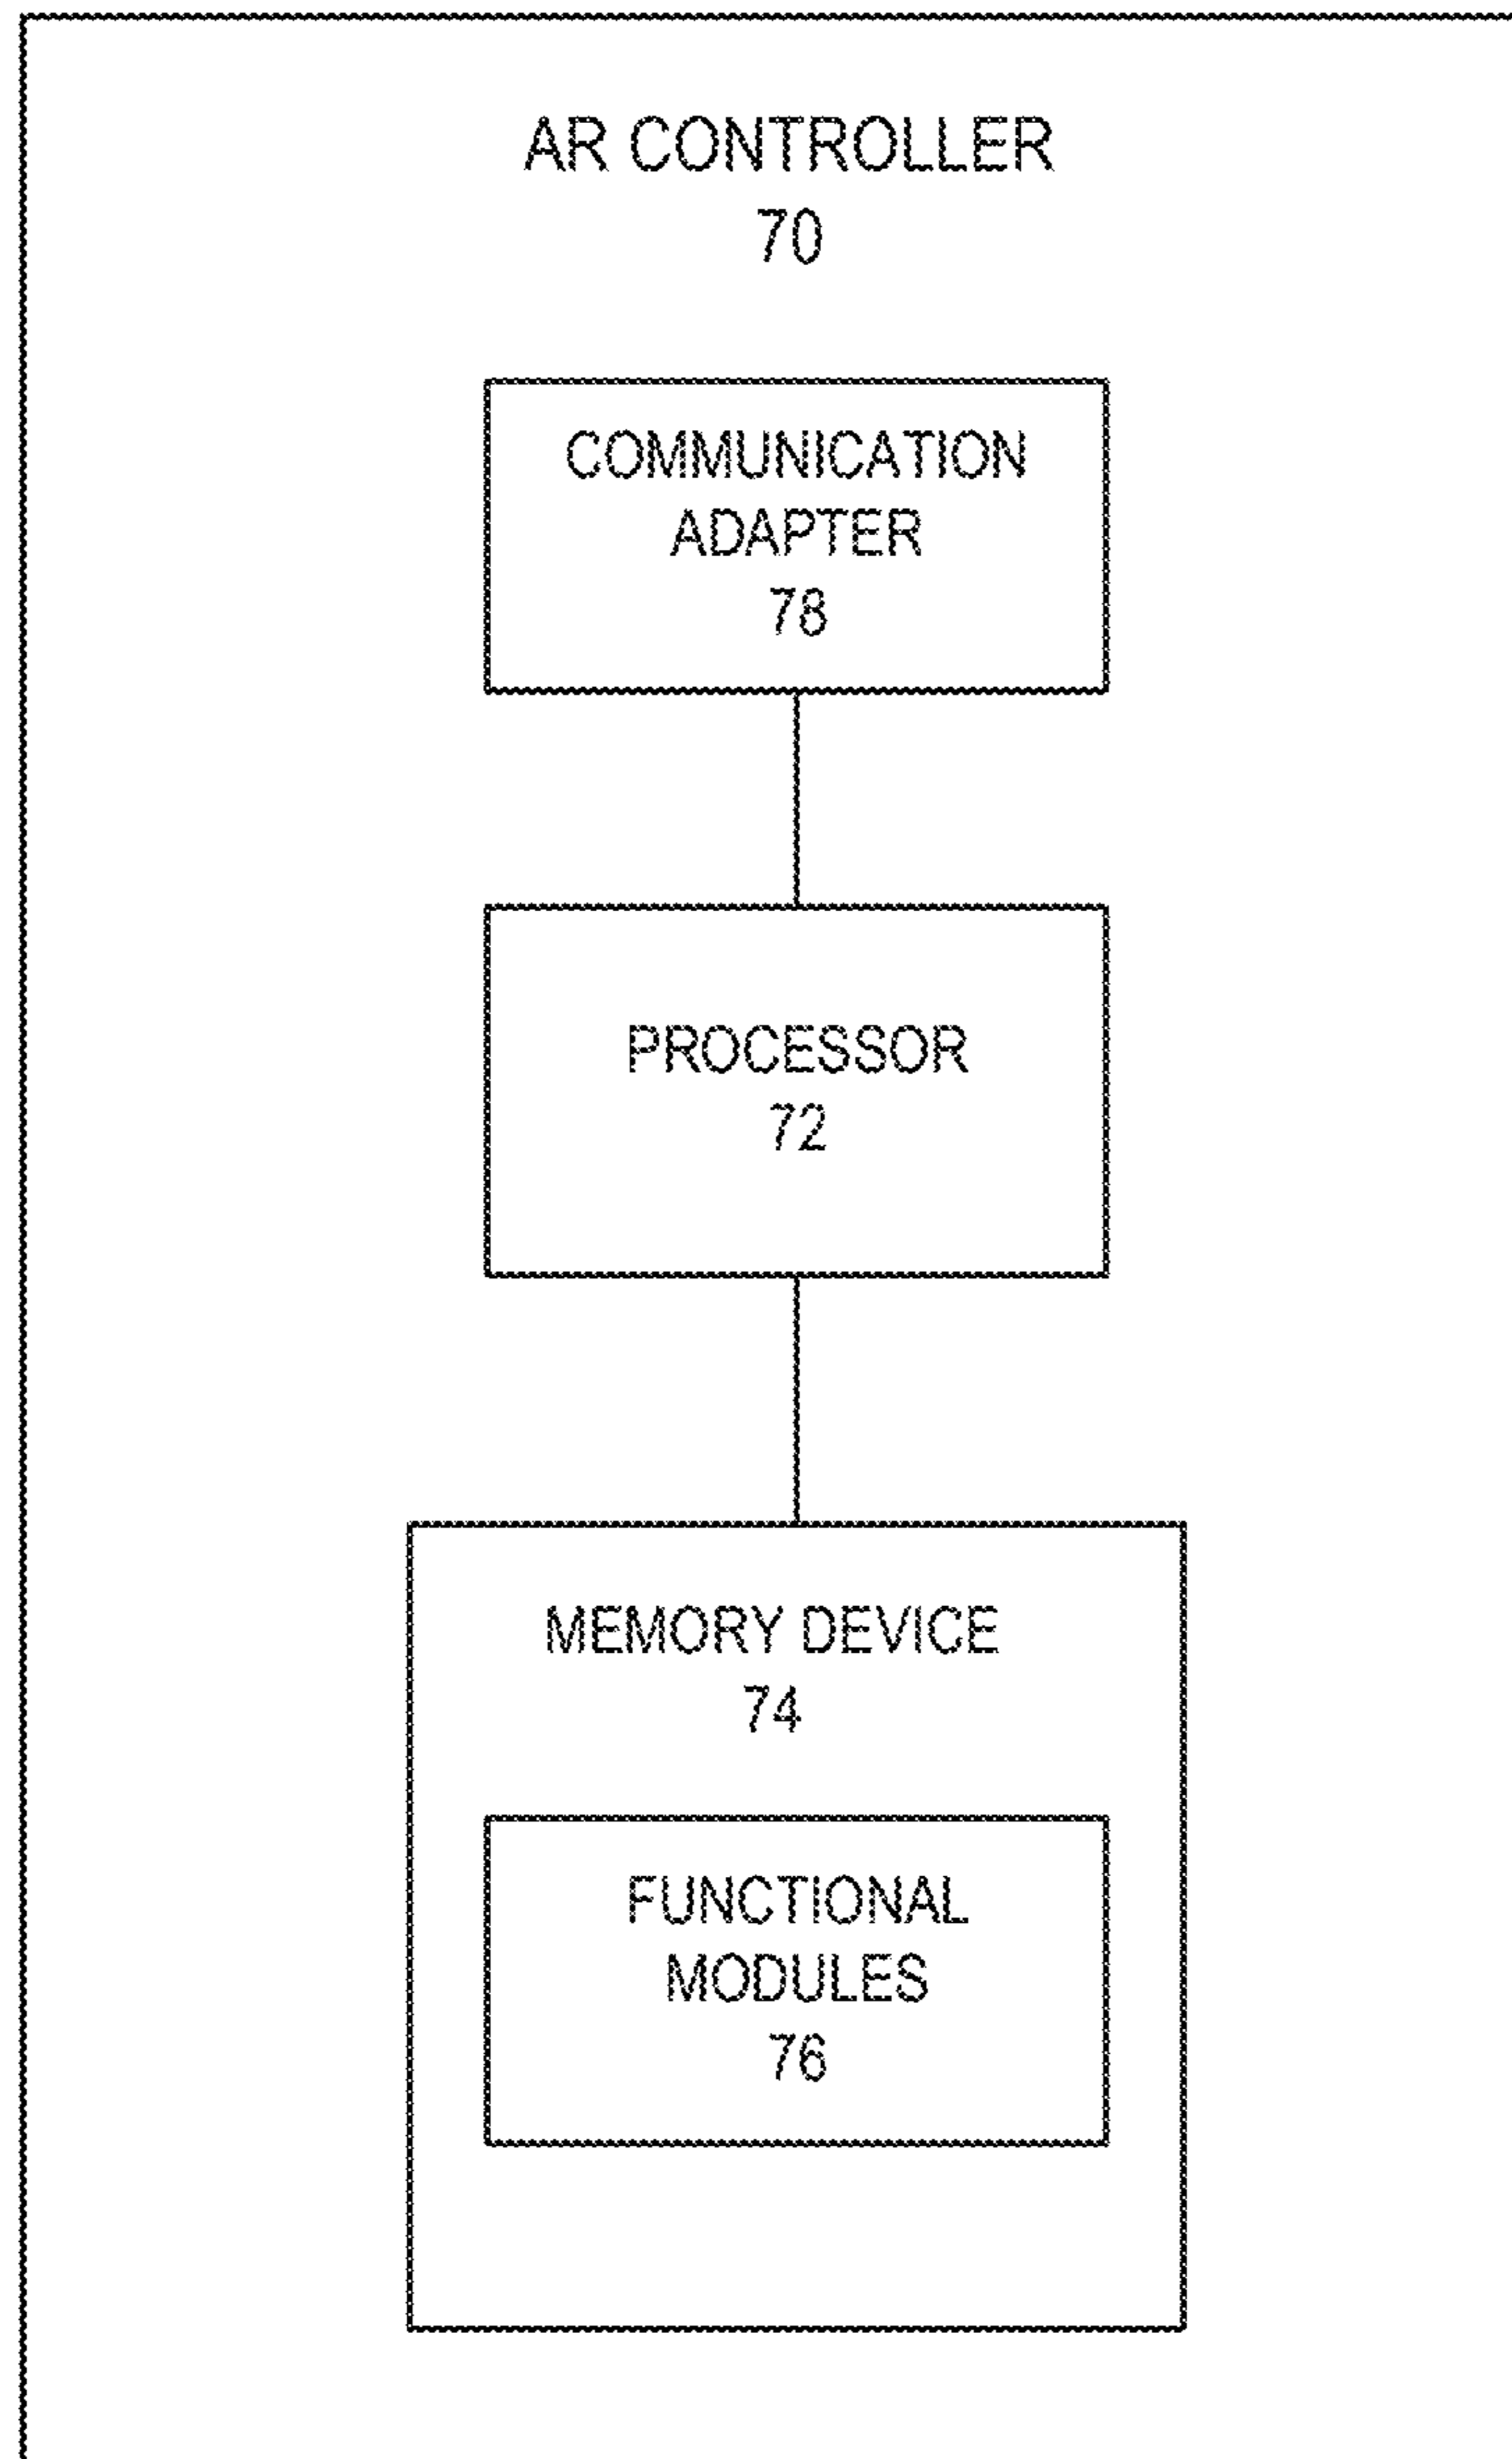 AR CONTROLLER
70
COMMUNICATION
ADAPTER
78
PROCESSOR
72
MEMORY DEVICE
74
FUNCTIONAL
MODULES
76